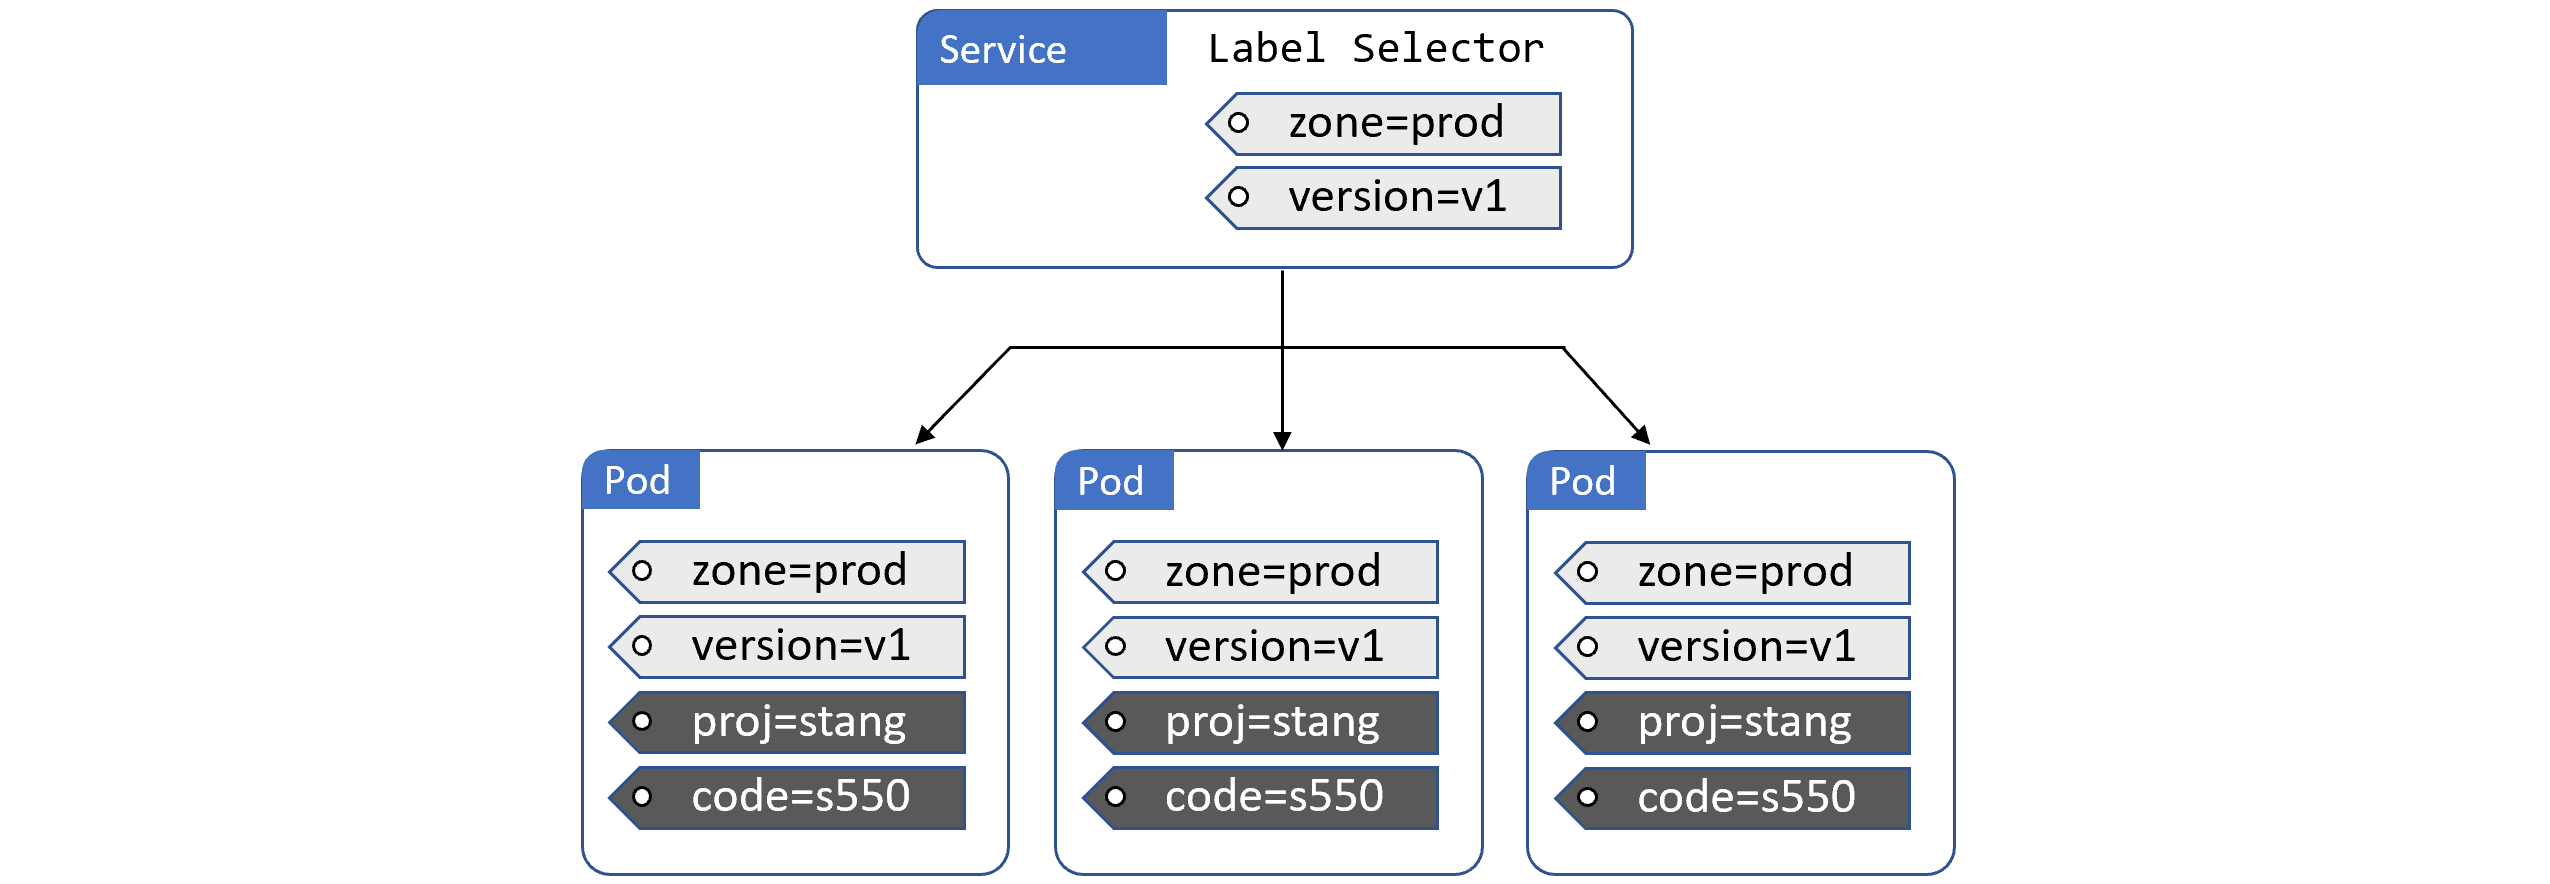 Service
Label Selector
zone=prod
version=v1
Pod
zone=prod
version=v1
proj=stang
code=s550
Pod
zone=prod
version=v1
proj=stang
code=s550
Pod
zone=prod
version=v1
proj=stang
code=s550